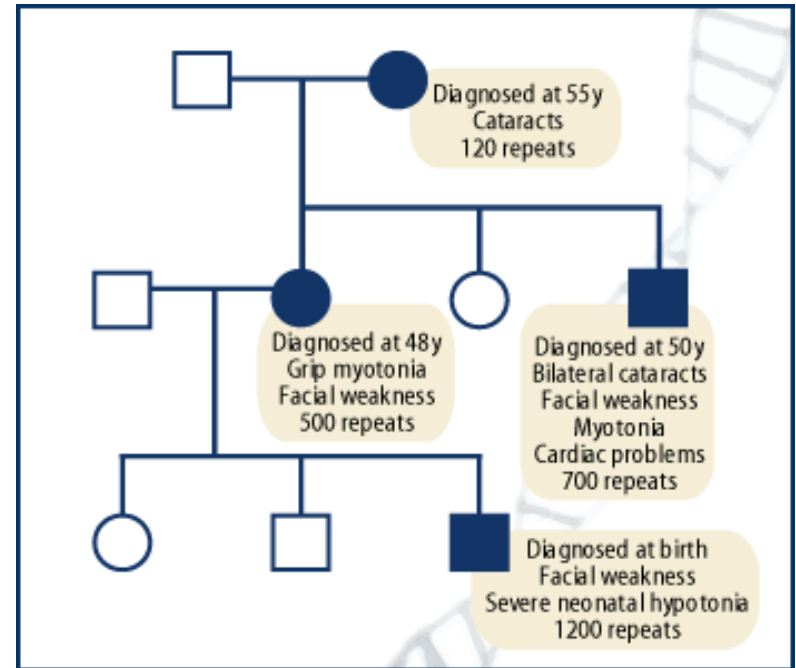 Diagnosed at 55y
Cataracts
120 repeats
Diagnosed at 48y
Grip myotonia
Facial weakness
500 repeats
Diagnosed at 50y
Bilateral cataracts
Facial weakness
Myotonia
Cardiac problems
700 repeats
Diagnosed at birth
Facial weakness
Severe neonatal hypotonia
1200 repeats